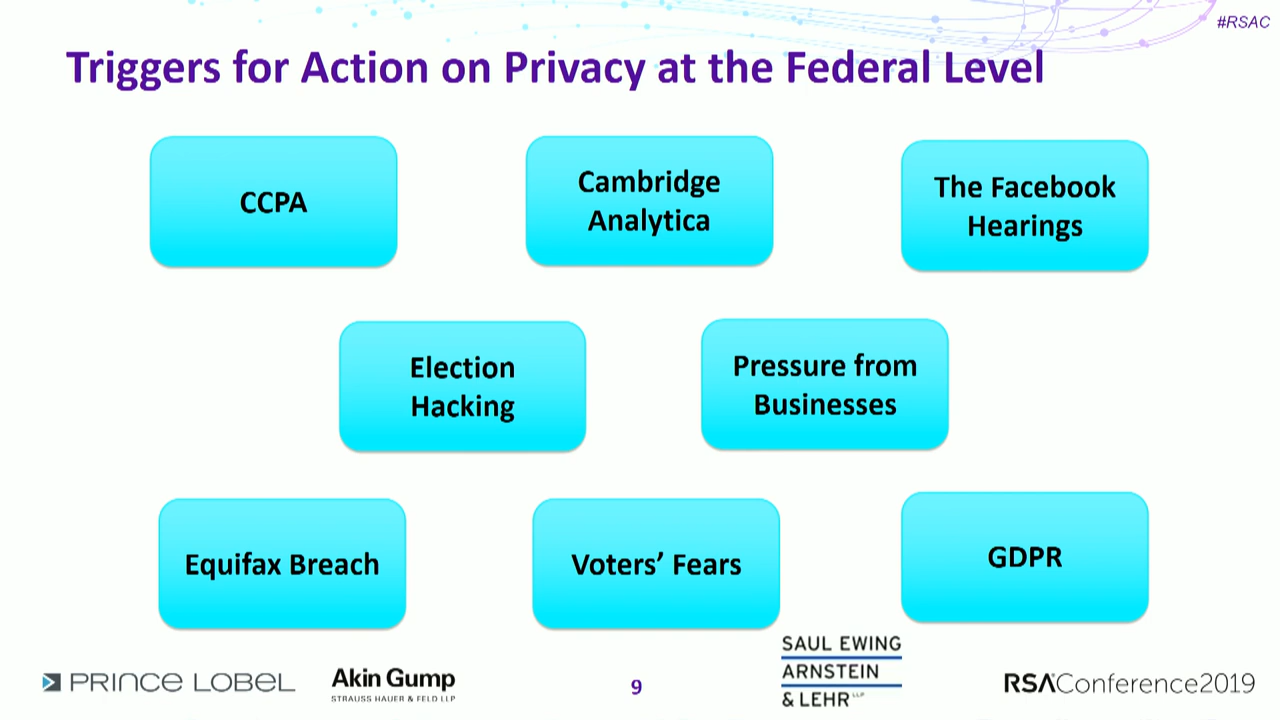 #RSAC
Triggers for Action on Privacy at the Federal Level
CCPA
Cambridge
Analytica
The Facebook
Hearings
Election
Hacking
Pressure from
Businesses
Equifax Breach
Voters’ Fears
GDPR
PRINCE LOBEL
Akin Gump
STRAUSS HAUER & FELD LLP
9
SAUL EWING
ARNSTEIN
& LEHR LLP
RSAConference2019